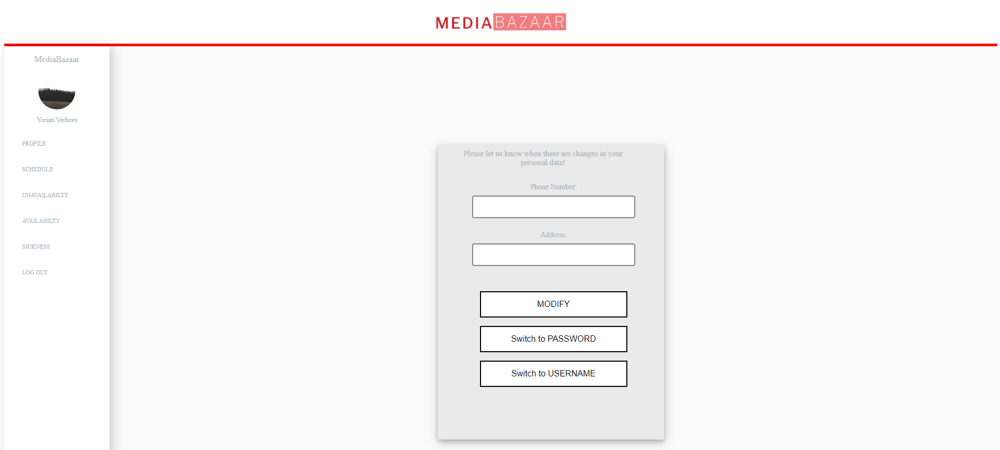 MEDIABAZAAR
MediaBazaar
Yorian Verhees
PROFILE
SCHEDULE
UNAVAILABILTY
AVAILABILTY
SICKNESS
LOG OUT
Please let us know when there are changes in your
personal data!
Phone Number:
Address:
MODIFY
Switch to PASSWORD
Switch to USERNAME